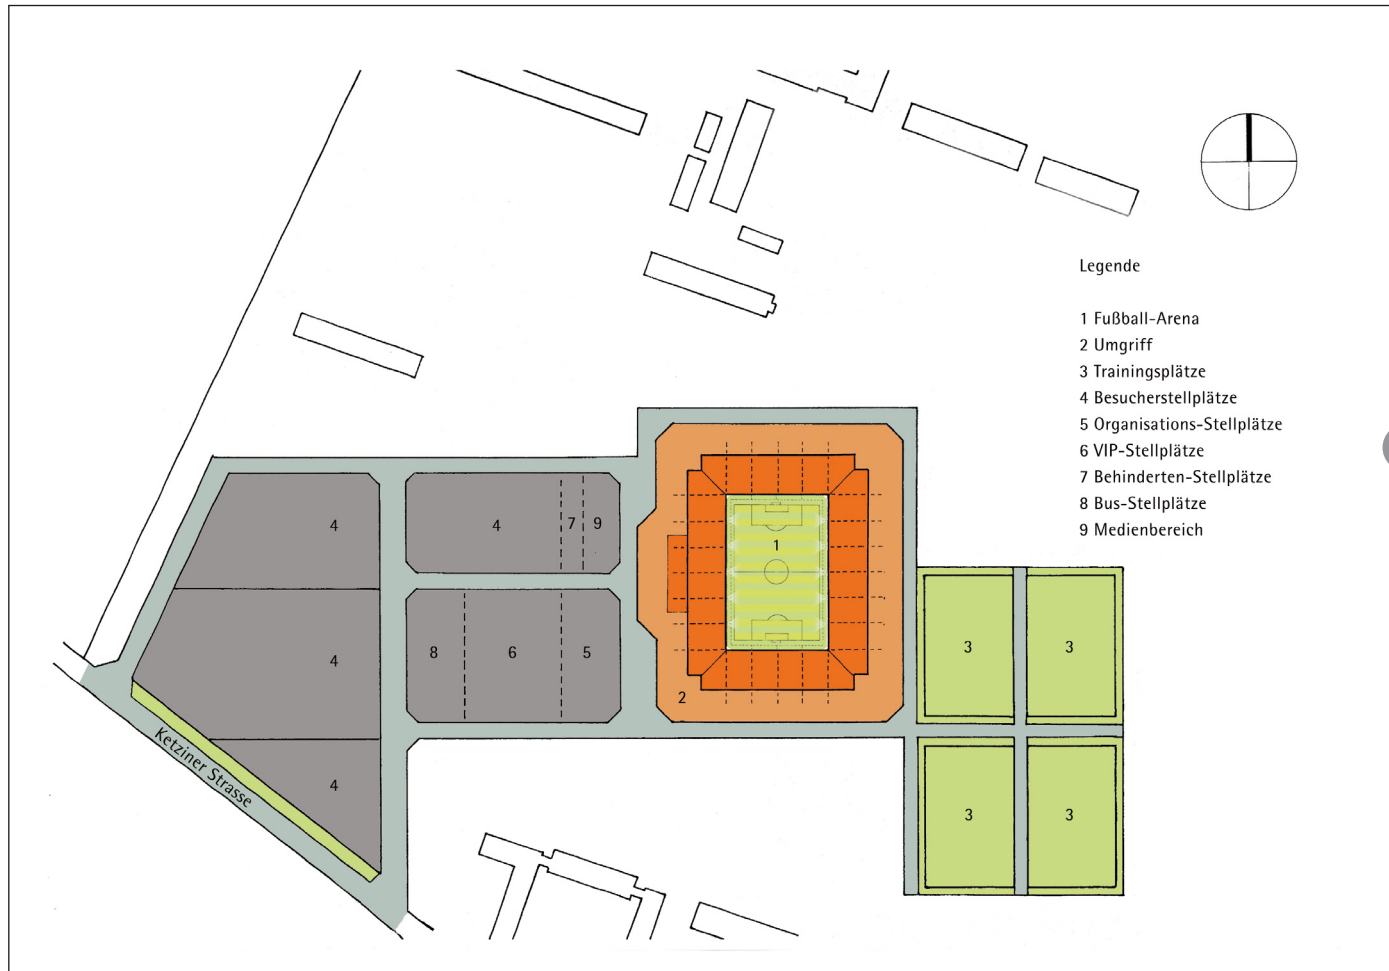 Legende
1 Fußball-Arena
2 Umgriff
3 Trainingsplätze
4 Besucherstellplätze
5 Organisations-Stellplätze
6 VIP-Stellplätze
7 Behinderten-Stellplätze
8 Bus-Stellplätze
9 Medienbereich
4
4
7
9
1
4
8
6
5
2
3
3
4
Ketziner Strasse
3
3